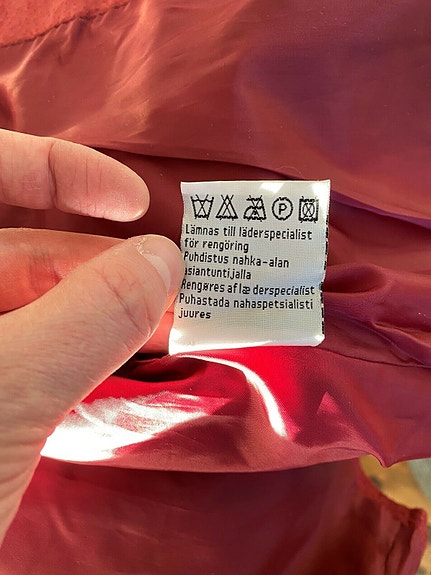 P
Lämnas till läderspecialist
för rengöring
Puhdistus nahka-alan
asiantuntijalla
Rengøres af læderspecialist
Puhastada nahaspetsialisti
juures